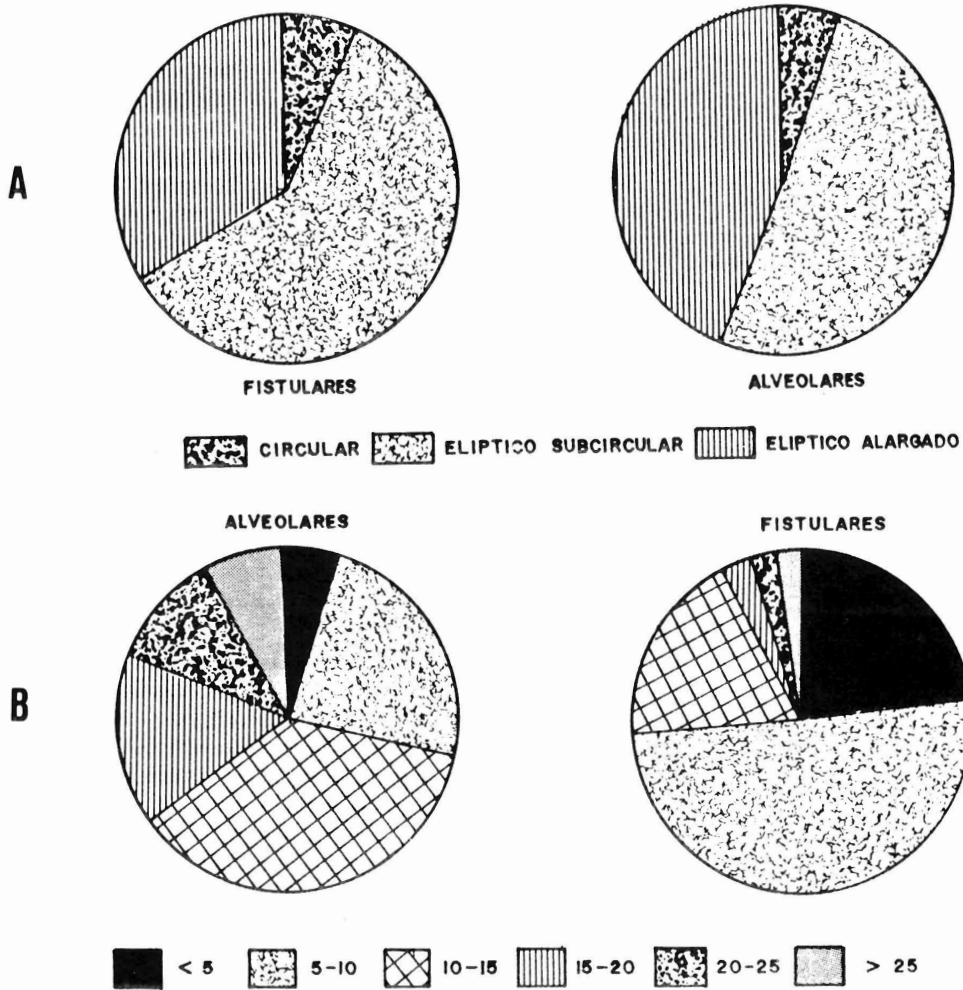 A
FISTULARES
ALVEOLARES
CIRCULAR ELIPTICO SUBCIRCULAR ELIPTICO ALARGADO
ALVEOLARES
FISTULARES
B
< 5 5-10 10-15 15-20 20-25 > 25